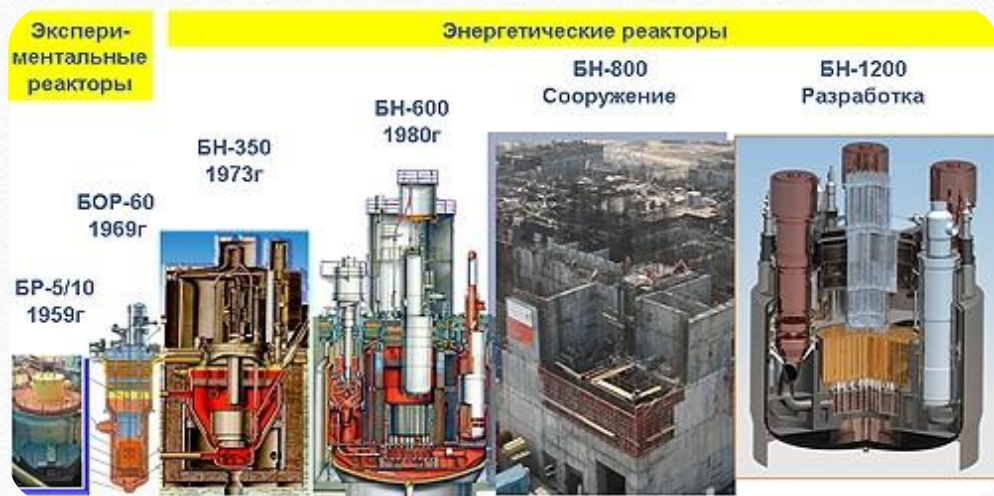 Экспери-
ментальные
реакторы
Энергетические реакторы
БР-5/10
1959г
БОР-60
1969г
БН-350
1973г
БН-600
1980г
БН-800
Сооружение
БН-1200
Разработка